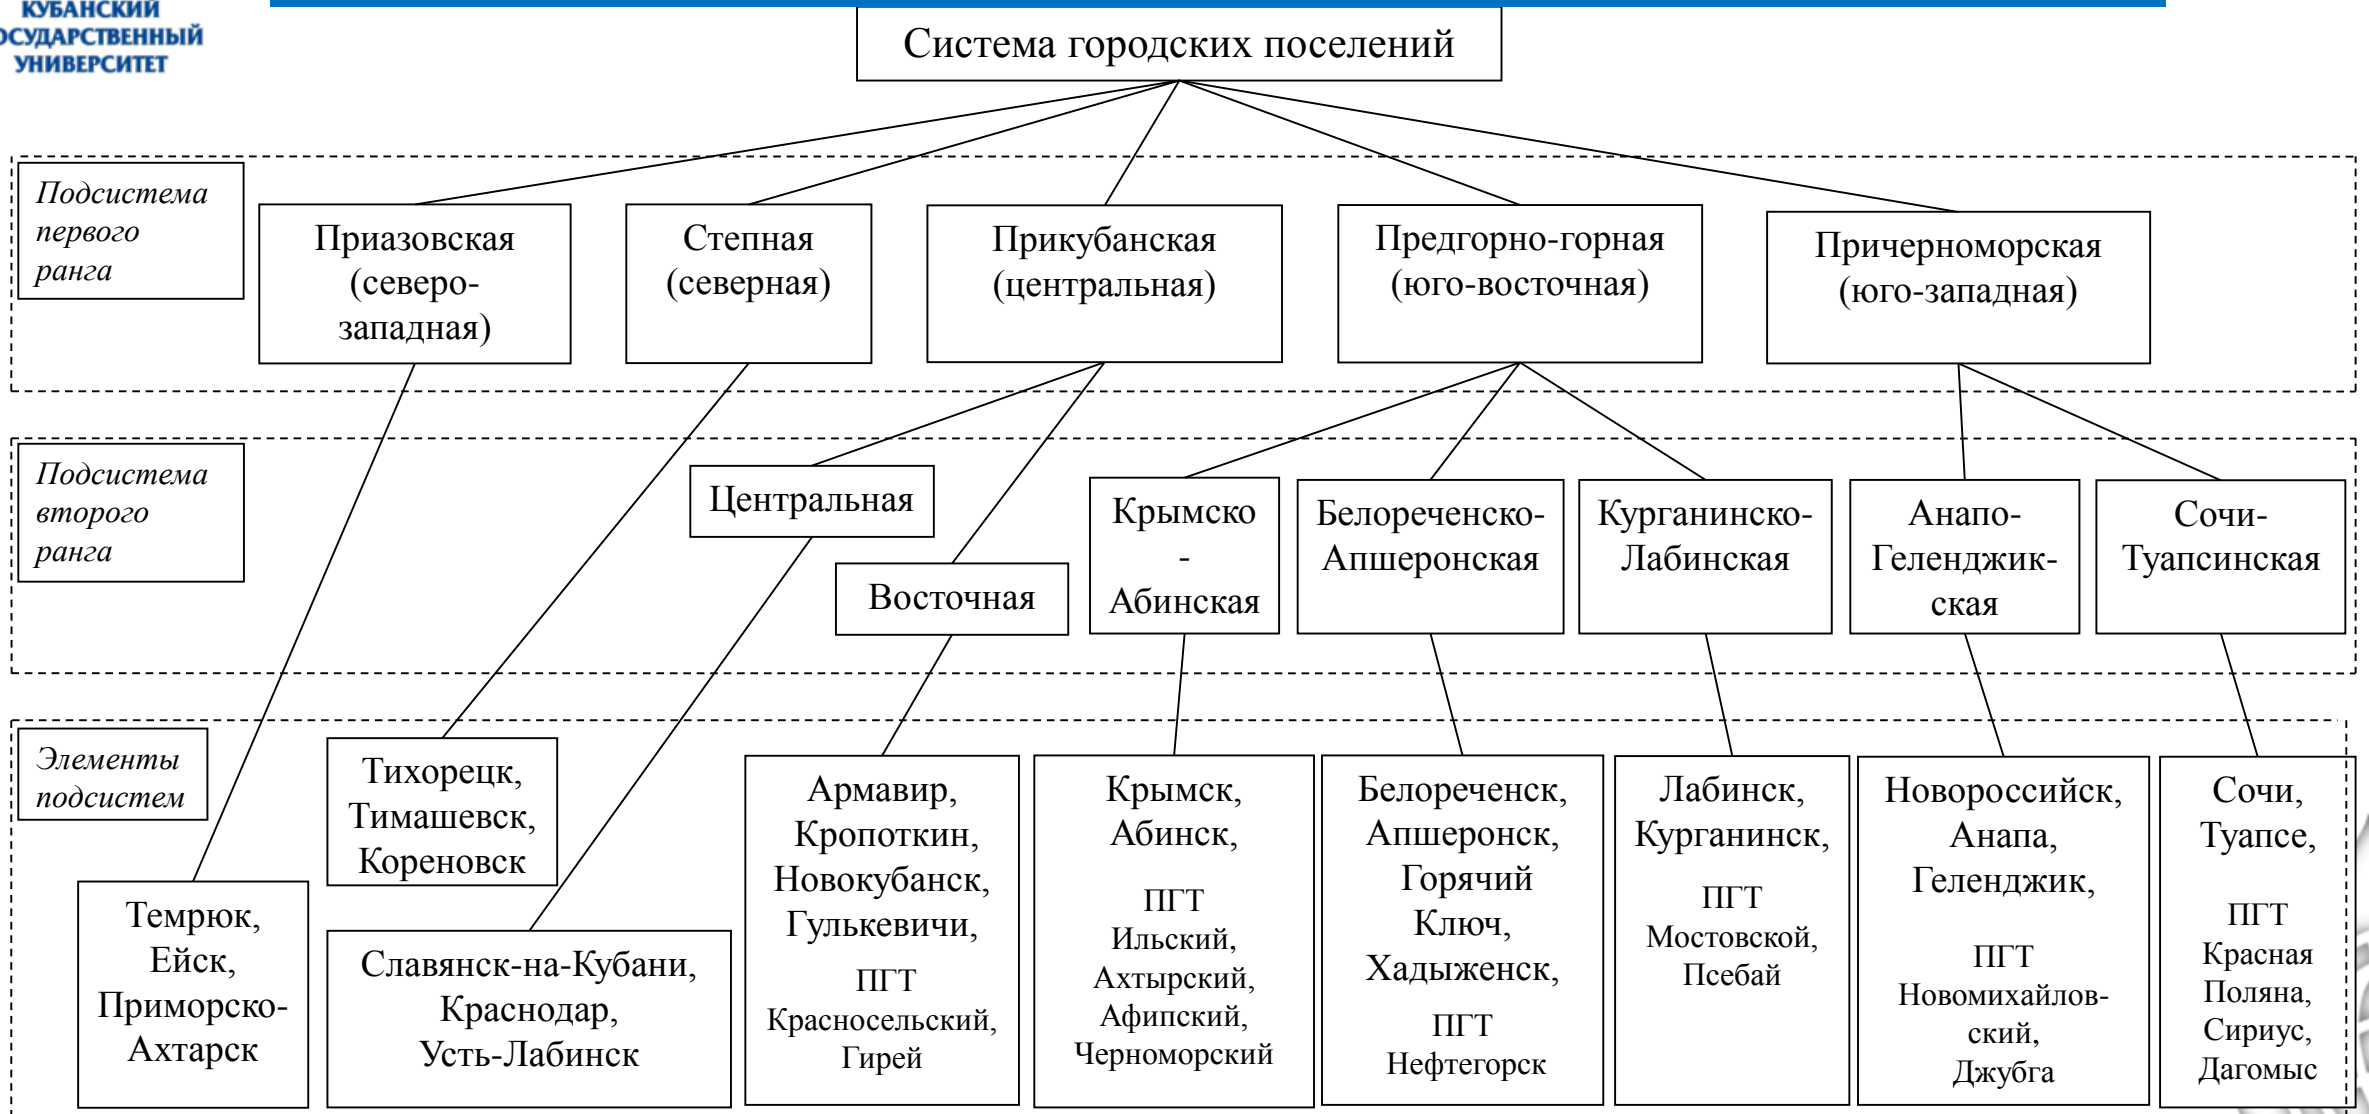 КУБАНСКИЙ
ОСУДАРСТВЕННЫЙ
УНИВЕРСИТЕТ
Система городских поселений
Подсистема
первого
ранга
Приазовская
(северо-
западная)
Степная
(северная)
Прикубанская
(центральная)
Предгорно-горная
(юго-восточная)
Причерноморская
(юго-западная)
Подсистема
второго
ранга
Центральная
Восточная
Крымско
-
Абинская
Белореченско-
Апшеронская
Курганинско-
Лабинская
Анапо-
Геленджик-
ская
Сочи-
Туапсинская
Элементы
подсистем
Темрюк,
Ейск,
Приморско-
Ахтарск
Тихорецк,
Тимашевск,
Кореновск
Славянск-на-Кубани,
Краснодар,
Усть-Лабинск
Армавир,
Кропоткин,
Новокубанск,
Гулькевичи,
ПГТ
Красносельский,
Гирей
Крымск,
Абинск,
ПГТ
Ильский,
Ахтырский,
Афипский,
Черноморский
Белореченск,
Апшеронск,
Горячий
Ключ,
Хадыженск,
ПГТ
Нефтегорск
Лабинск,
Курганинск,
ПГТ
Мостовской,
Псебай
Новороссийск,
Анапа,
Геленджик,
ПГТ
Новомихайлов-
ский,
Джубга
Сочи,
Туапсе,
ПГТ
Красная
Поляна,
Сириус,
Дагомыс